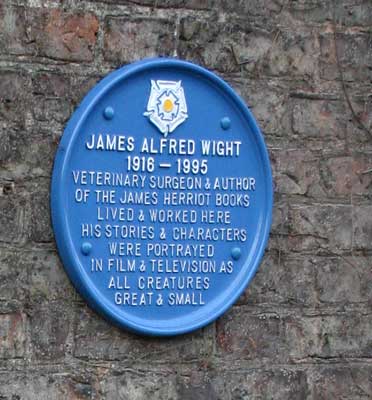 JAMES ALFRED WIGHT
1916 - 1995
VETERINARY SURGEON & AUTHOR
OF THE JAMES HERRIOT BOOKS
LIVED & WORKED HERE
HIS STORIES & CHARACTERS
WERE PORTRAYED
IN FILM & TELEVISION AS
ALL CREATURES
GREAT & SMALL